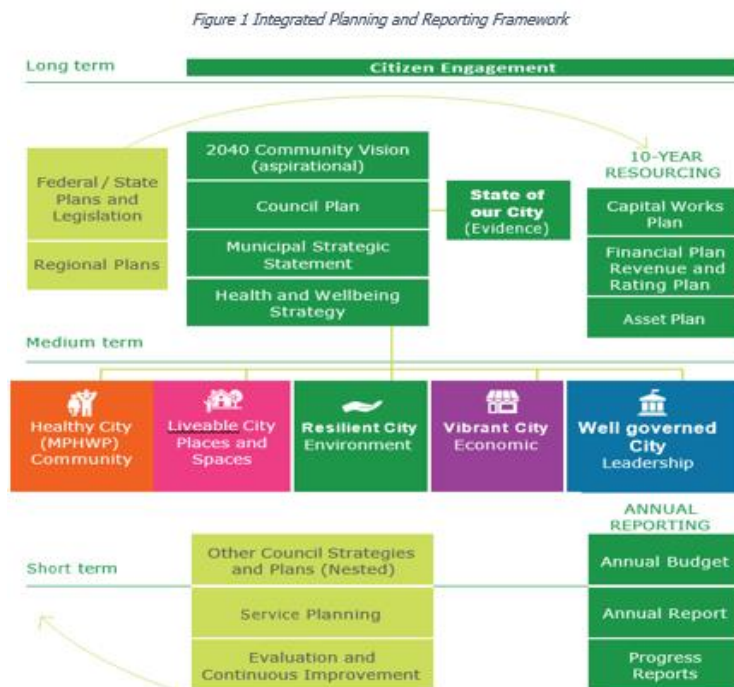 Figure 1 Integrated Planning and Reporting Framework
Long term
Citizen Engagement
Federal / State
Plans and
Legislation
Regional Plans
2040 Community Vision
(aspirational)
Council Plan
Municipal Strategic
Statement
Health and Wellbeing
Strategy
State of
our City
(Evidence)
10-YEAR
RESOURCING
Capital Works
Plan
Financial Plan
Revenue and
Rating Plan
Asset Plan
Medium term
Healthy City
(MPHWP)
Community
Liveable City
Places and
Spaces
Resilient City
Environment
Vibrant City
Economic
Well governed
City
Leadership
Short term
Other Council Strategies
and Plans (Nested)
Service Planning
Evaluation and
Continuous Improvement
ANNUAL
REPORTING
Annual Budget
Annual Report
Progress
Reports